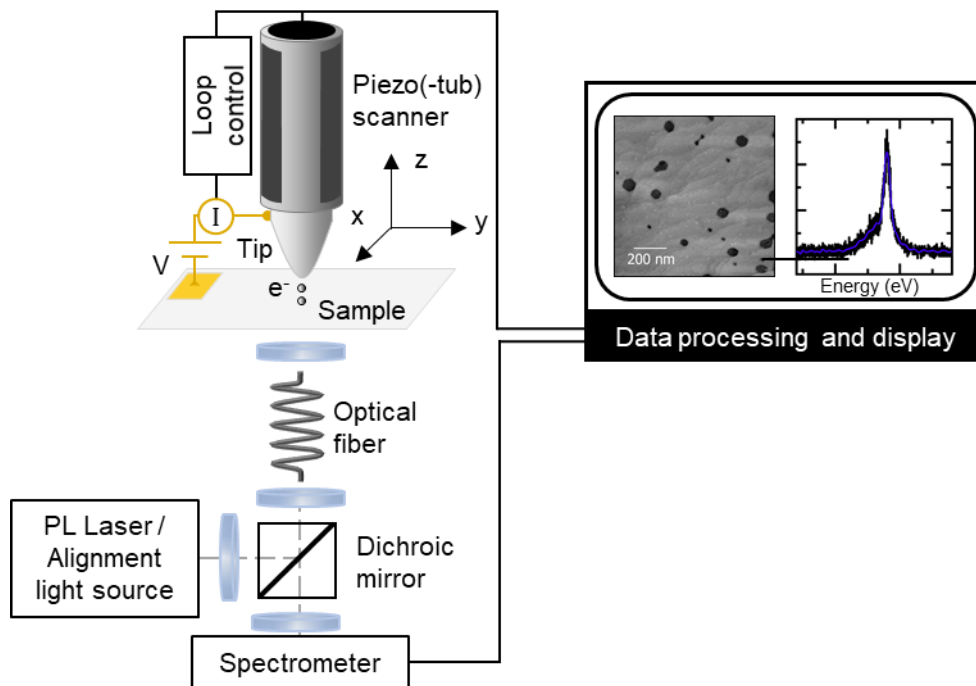 Loop
control
Piezo(-tub)
scanner
z
x
y
I
V
Tip
e-
Sample
200 nm
Energy (eV)
Data processing and display
Optical
fiber
PL Laser /
Alignment
light source
Dichroic
mirror
Spectrometer